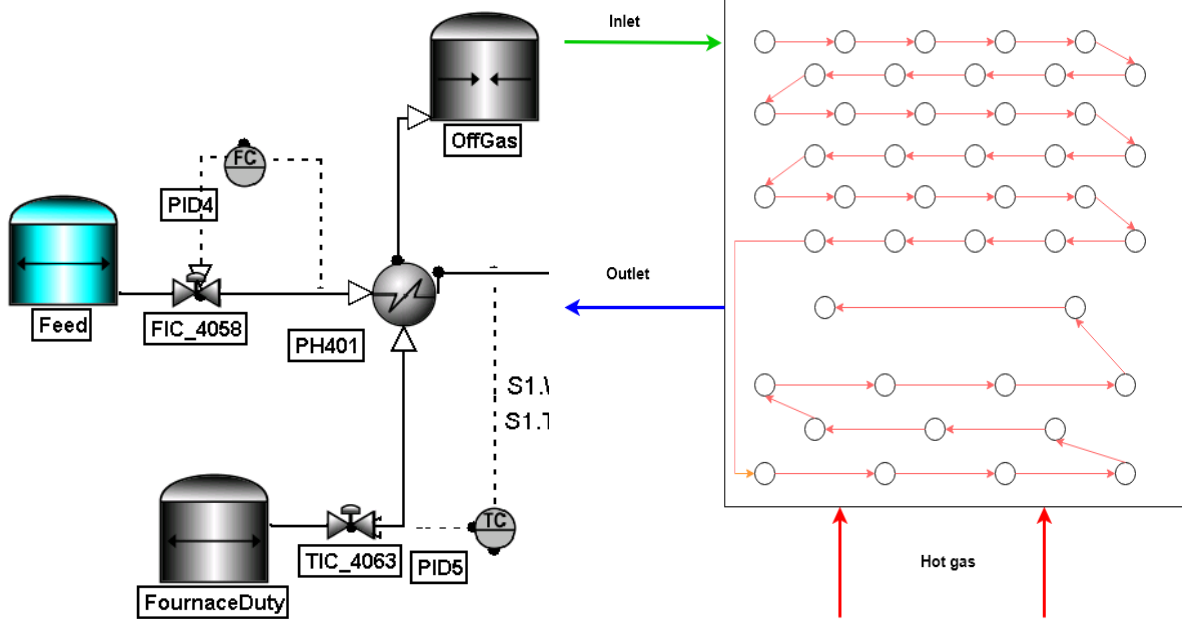 Inlet
OffGas
FC
PID4
Feed
FIC_4058
PH401
Outlet
S1.
S1.T
TC
TIC_4063
PID5
FournaceDuty
Hot gas